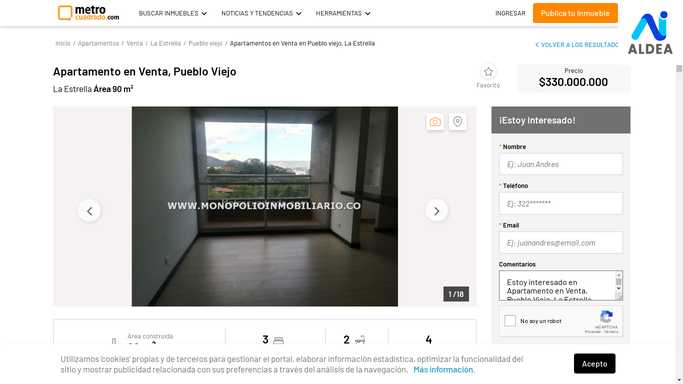 metro
cuadrado.com
BUSCAR INMUEBLES
NOTICIAS Y TENDENCIAS
HERRAMIENTAS
INGRESAR
Publica tu Inmueble
AI
ALDEA
Inicio / Apartamentos / Venta / La Estrella / Pueblo viejo / Apartamentos en Venta en Pueblo viejo, La Estrella
VOLVER A LOS RESULTADO
Apartamento en Venta, Pueblo Viejo
La Estrella Área 90 m²
Favorito
Precio
$330.000.000
WWW.MONOPOLIOINMOBILIARIO.CO
1 /18
¡Estoy Interesado!
* Nombre
Ej: Juan Andres
* Teléfono
Ej: 322*******
* Email
Ej: juanandres@email.com
Comentarios
Estoy interesado en
Apartamento en Venta,
Pueblo Viejo, La Estrella
No soy un robot
reCAPTCHA
Privacidad - Términos
Área construida
3
2
4
Utilizamos 'cookies' propias y de terceros para gestionar el portal, elaborar información estadística, optimizar la funcionalidad del
sitio y mostrar publicidad relacionada con sus preferencias a través del análisis de la navegación. Más información.
Acepto